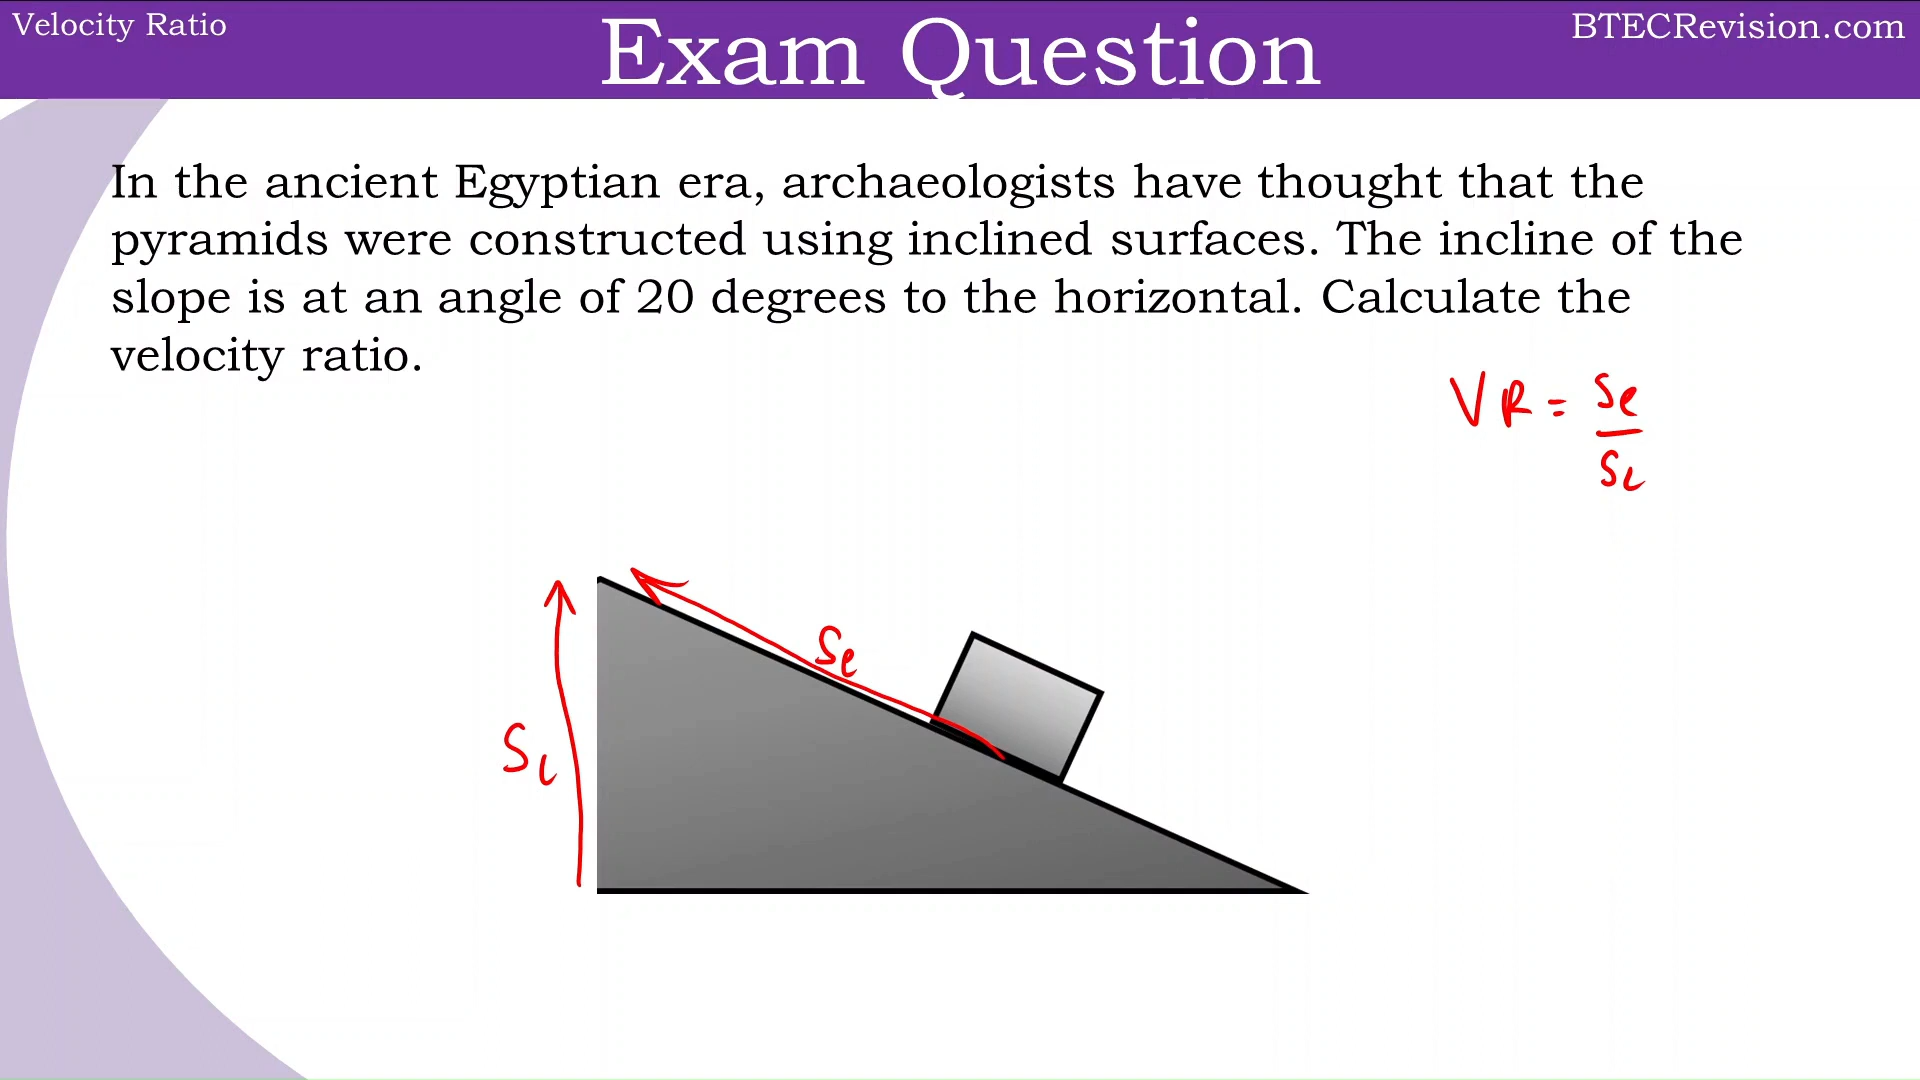 Velocity Ratio
Exam Question
BTECRevision.com
In the ancient Egyptian era, archaeologists have thought that the
pyramids were constructed using inclined surfaces. The incline of the
slope is at an angle of 20 degrees to the horizontal. Calculate the
velocity ratio.
VR = Se
SL
Se
SL